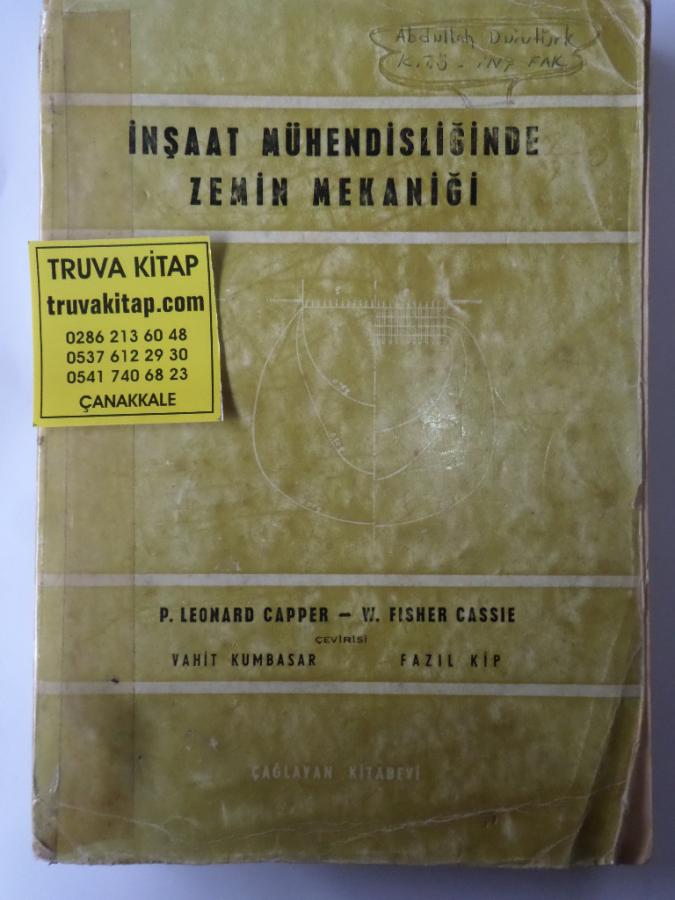 Abdullah Durutürk
K.T.Ü - İNŞ FAK
İNŞAAT MÜHENDİSLİĞİNDE
ZEMİN MEKANİĞİ
TRUVA KİTAP
truvakitap.com
0286 213 60 48
0537 612 29 30
0541 740 68 23
ÇANAKKALE
P. LEONARD CAPPER – W. FISHER CASSIE
ÇEVİRİSİ
VAHİT KUMBASAR FAZIL KİP
ÇAĞLAYAN KİTABEVİ